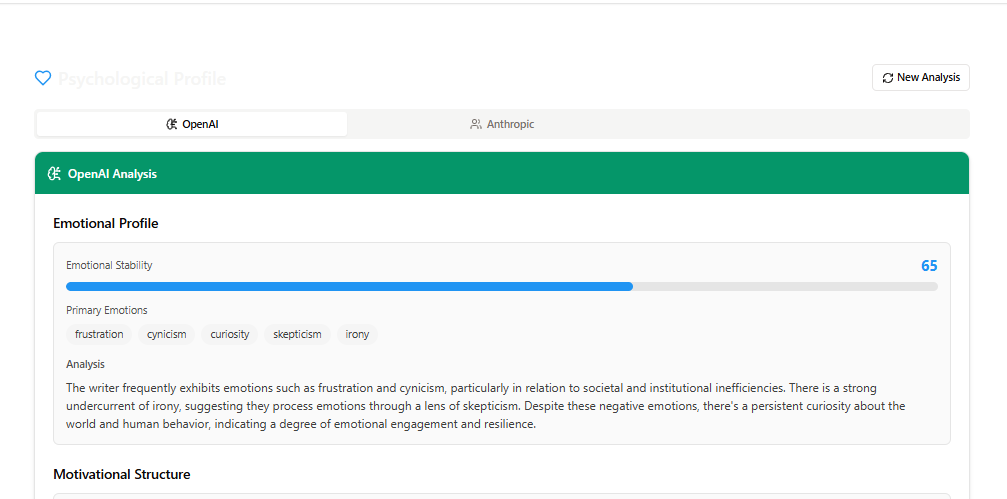 Psychological Profile
New Analysis
OpenAI
Anthropic
OpenAI Analysis
Emotional Profile
Emotional Stability
65
Primary Emotions
frustration cynicism curiosity skepticism irony
Analysis
The writer frequently exhibits emotions such as frustration and cynicism, particularly in relation to societal and institutional inefficiencies. There is a strong
undercurrent of irony, suggesting they process emotions through a lens of skepticism. Despite these negative emotions, there's a persistent curiosity about the
world and human behavior, indicating a degree of emotional engagement and resilience.
Motivational Structure